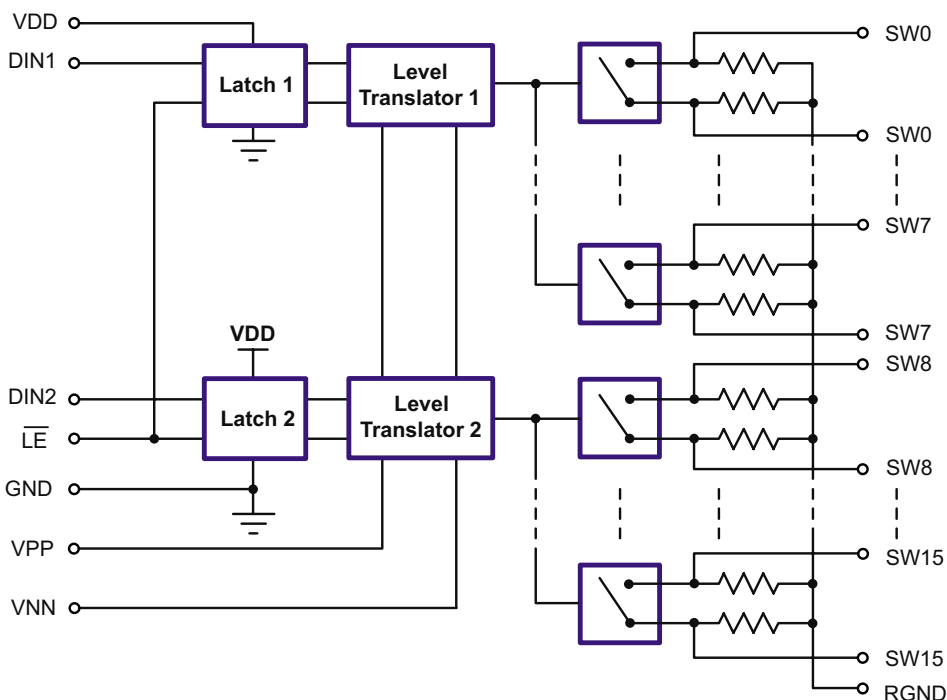 VDD
DIN1
Latch 1
Level
Translator 1
SW0
SW0
SW7
SW7
VDD
DIN2
LE
Latch 2
Level
Translator 2
SW8
SW8
GND
VPP
VNN
SW15
SW15
RGND